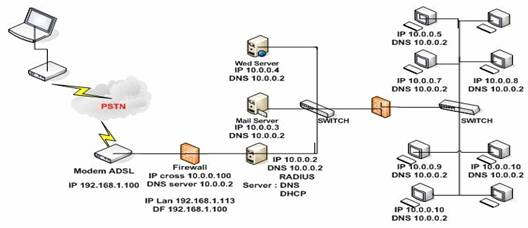 PSTN
Modem ADSL
IP 192.168.1.100
Firewall
IP cross 10.0.0.100
DNS server 10.0.0.2
IP Lan 192.168.1.113
DF 192.168.1.100
Wed Server
IP 10.0.0.4
DNS 10.0.0.2
Mail Server
IP 10.0.0.3
DNS 10.0.0.2
IP 10.0.0.2
DNS 10.0.0.2
RADIUS
Server : DNS
DHCP
SWITCH
SWITCH
IP 10.0.0.5
DNS 10.0.0.2
IP 10.0.0.7
DNS 10.0.0.2
IP 10.0.0.8
DNS 10.0.0.2
IP 10.0.0.9
DNS 10.0.0.2
IP 10.0.0.10
DNS 10.0.0.2
IP 10.0.0.10
DNS 10.0.0.2